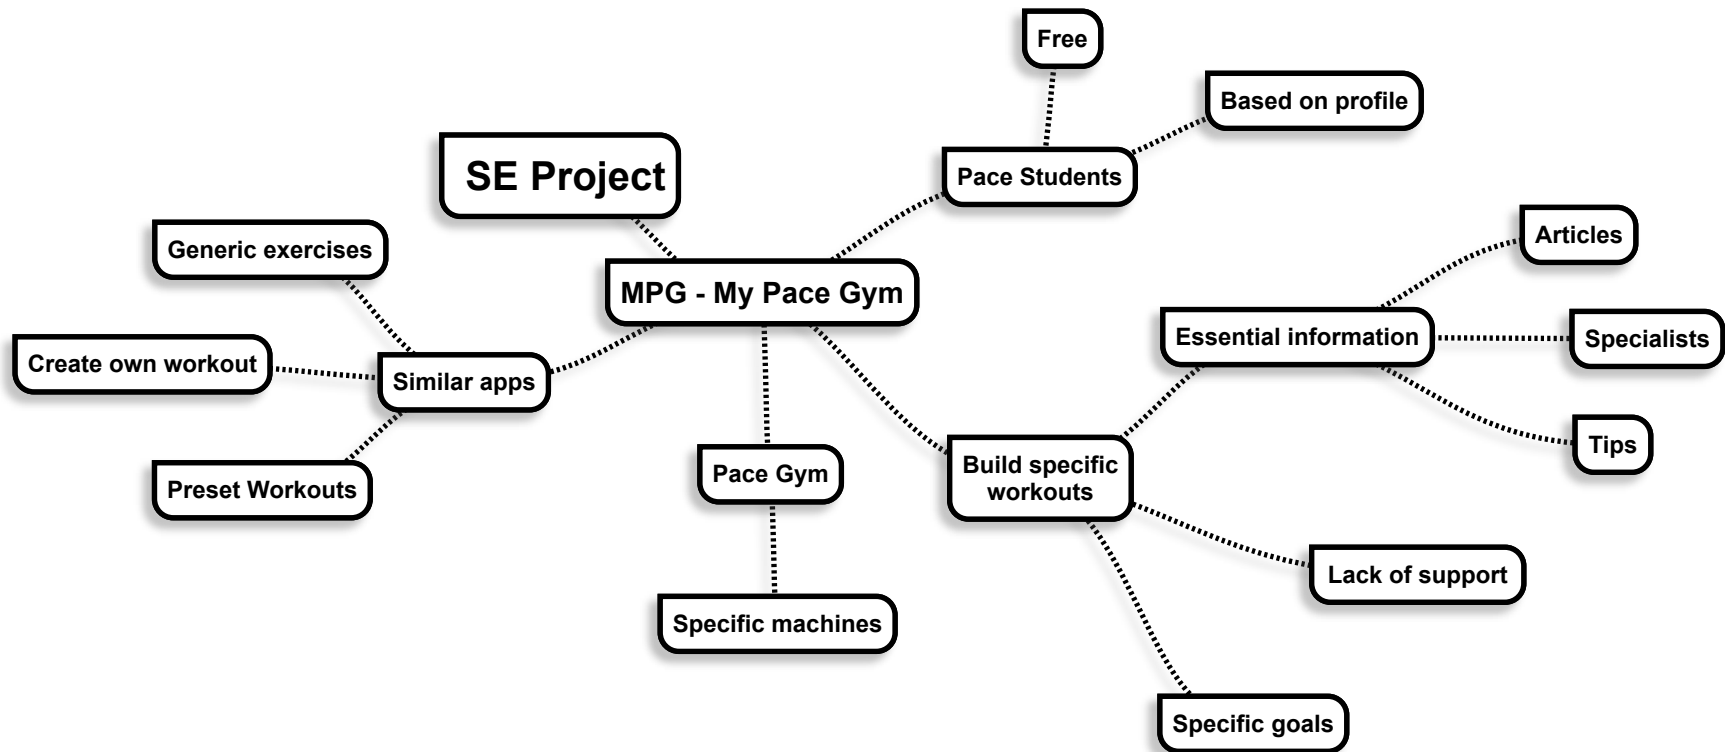 Free
Based on profile
SE Project
Pace Students
Articles
Generic exercises
MPG - My Pace Gym
Essential information
Specialists
Create own workout
Similar apps
Tips
Preset Workouts
Pace Gym
Build specific
workouts
Lack of support
Specific machines
Specific goals